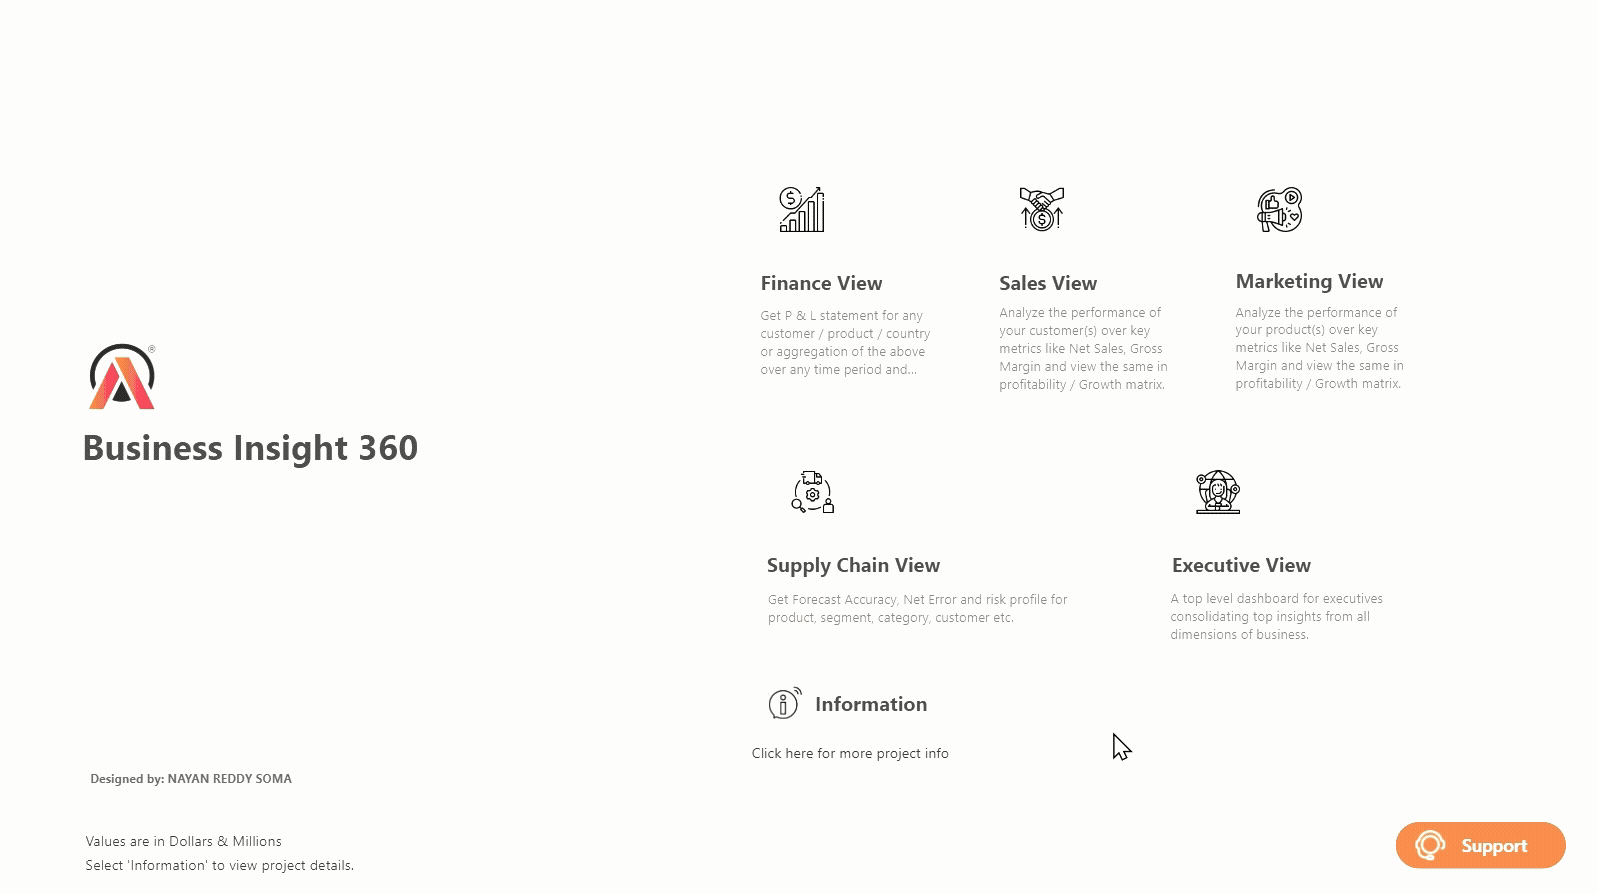 Finance View
Get P & L statement for any
customer / product / country
or aggregation of the above
over any time period and...
Sales View
Analyze the performance of
your customer(s) over key
metrics like Net Sales, Gross
Margin and view the same in
profitability / Growth matrix.
Marketing View
Analyze the performance of
your product(s) over key
metrics like Net Sales, Gross
Margin and view the same in
profitability / Growth matrix.
®
Business Insight 360
Supply Chain View
Get Forecast Accuracy, Net Error and risk profile for
product, segment, category, customer etc.
Executive View
A top level dashboard for executives
consolidating top insights from all
dimensions of business.
Information
Click here for more project info
Designed by: NAYAN REDDY SOMA
Values are in Dollars & Millions
Select 'Information' to view project details.
Support